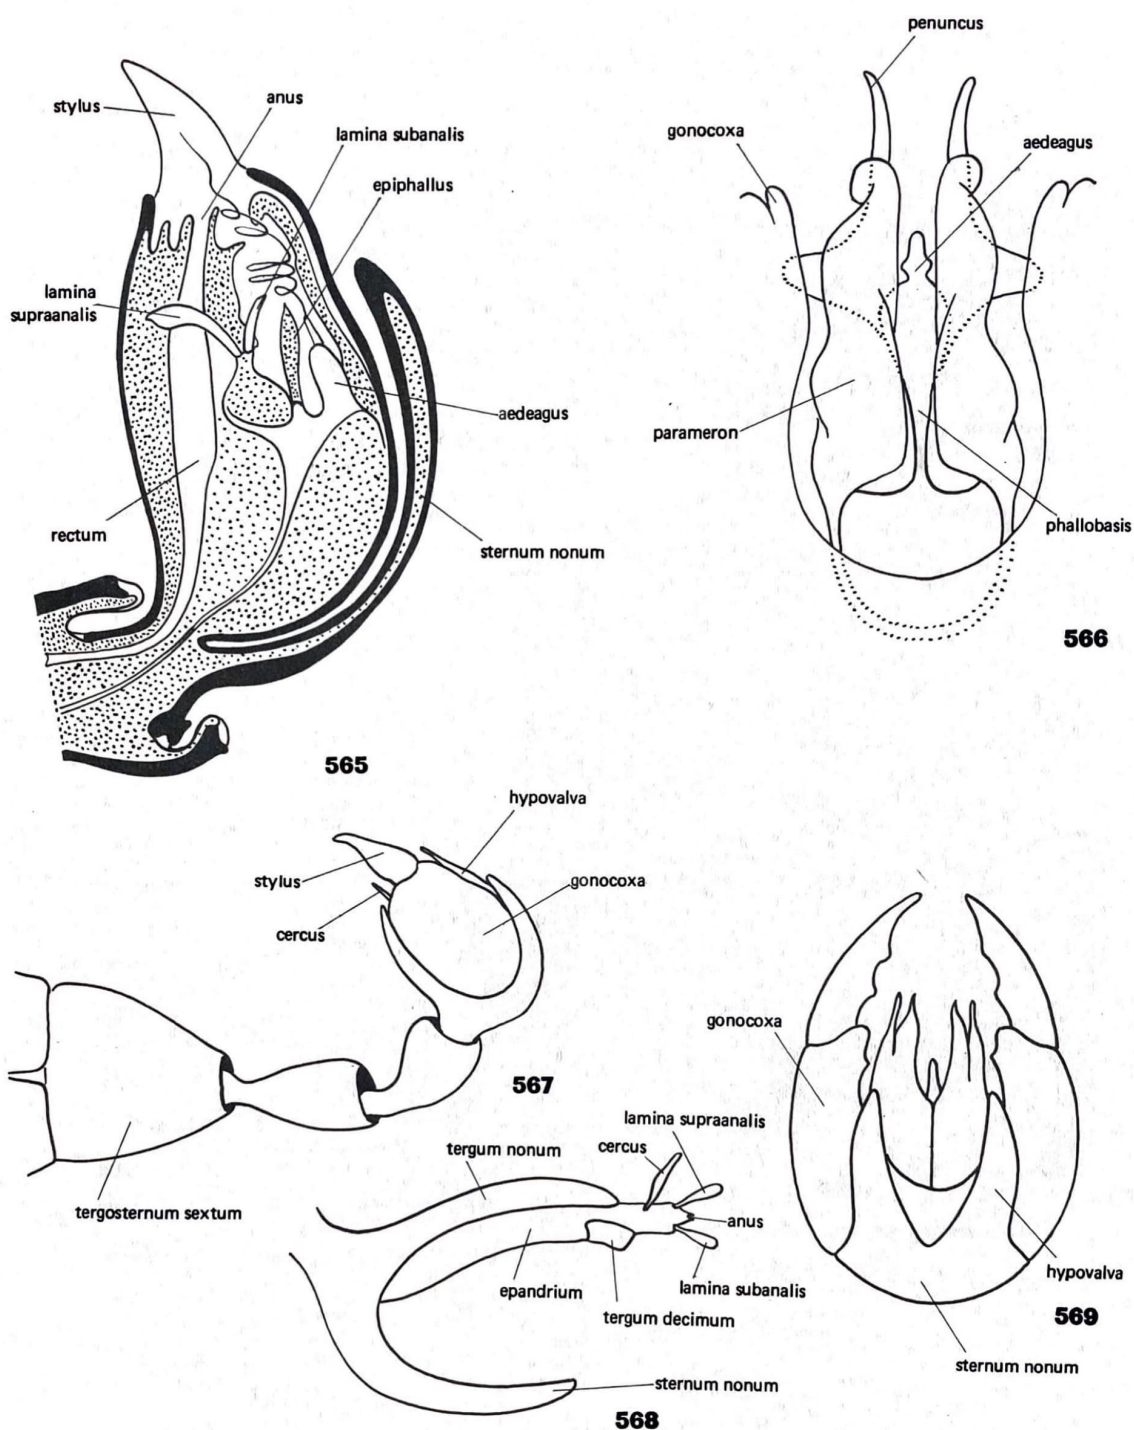 stylus
anus
lamina subanalis
epiphallus
lamina
supraanalis
aedeagus
rectum
sternum nonum
565
penuncus
gonocoxa
aedeagus
parameron
phallobasis
566
hypovalva
stylus
gonocoxa
cercus
567
tergosternum sextum
lamina supraanalis
cercus
tergum nonum
anus
epandrium
lamina subanalis
tergum decimum
sternum nonum
568
gonocoxa
hypovalva
569
sternum nonum